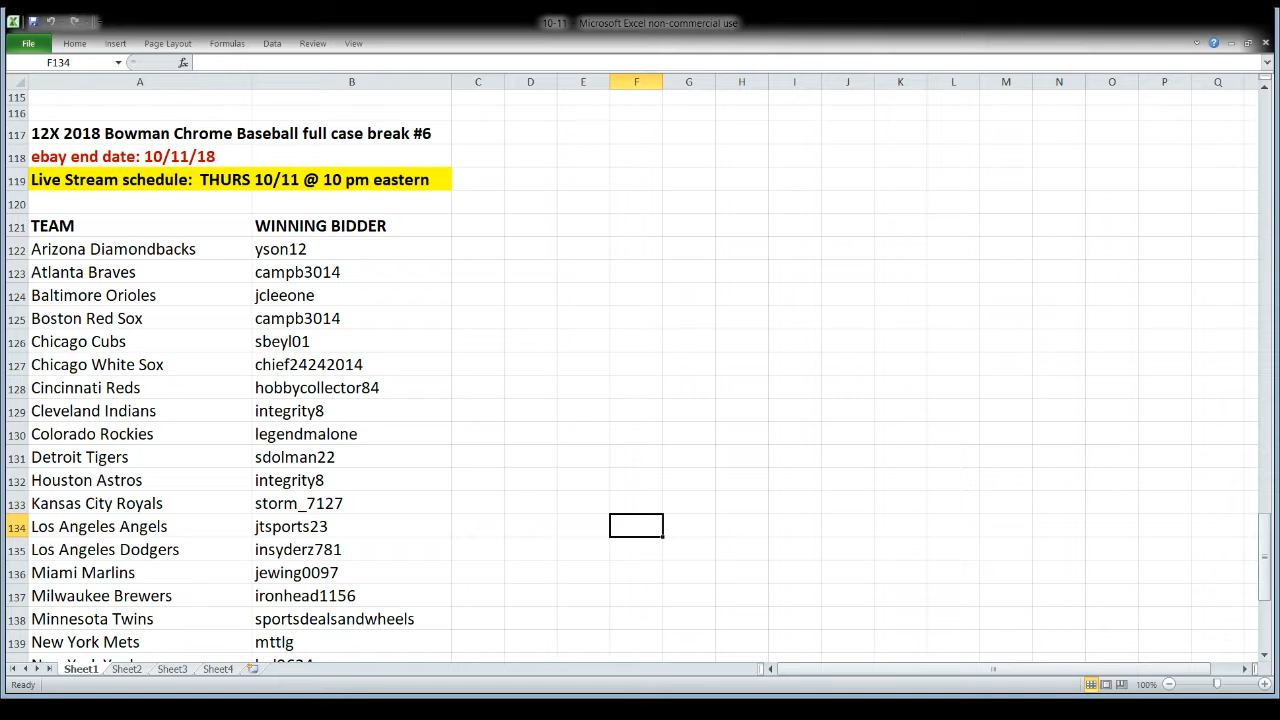 10-11 - Microsoft Excel non-commercial use
File Home Insert Page Layout Formulas Data Review View
F134 fx
A B C D E F G H I J K L M N O P Q
115
116
117 12X 2018 Bowman Chrome Baseball full case break #6
118 ebay end date: 10/11/18
119 Live Stream schedule: THURS 10/11 @ 10 pm eastern
120
121 TEAM WINNING BIDDER
122 Arizona Diamondbacks yson12
123 Atlanta Braves campb3014
124 Baltimore Orioles jcleeone
125 Boston Red Sox campb3014
126 Chicago Cubs sbeyl01
127 Chicago White Sox chief24242014
128 Cincinnati Reds hobbycollector84
129 Cleveland Indians integrity8
130 Colorado Rockies legendmalone
131 Detroit Tigers sdolman22
132 Houston Astros integrity8
133 Kansas City Royals storm_7127
134 Los Angeles Angels jtsports23
135 Los Angeles Dodgers insyderz781
136 Miami Marlins jewing0097
137 Milwaukee Brewers ironhead1156
138 Minnesota Twins sportsdealsandwheels
139 New York Mets mttlg
Sheet1 Sheet2 Sheet3 Sheet4
Ready 100%